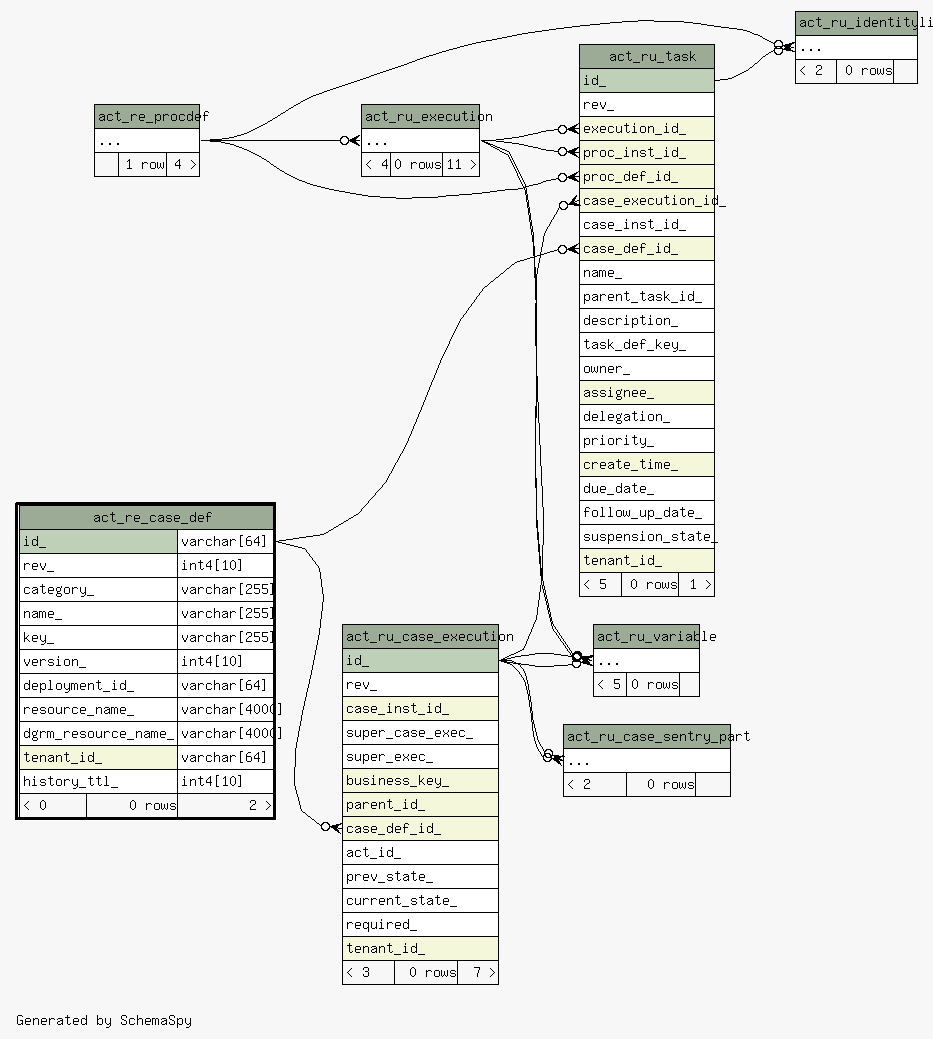 act_ru_identityli
...
< 2 0 rows
act_ru_task
id_
rev_
execution_id_
proc_inst_id_
proc_def_id_
case_execution_id_
case_inst_id_
case_def_id_
name_
parent_task_id_
description_
task_def_key_
owner_
assignee_
delegation_
priority_
create_time_
due_date_
follow_up_date_
suspension_state_
tenant_id_
< 5 0 rows 1 >
act_re_procdef
...
1 row 4 >
act_ru_execution
...
< 4 0 rows 11 >
act_re_case_def
id_ varchar[64]
rev_ int4[10]
category_ varchar[255]
name_ varchar[255]
key_ varchar[255]
version_ int4[10]
deployment_id_ varchar[64]
resource_name_ varchar[4000]
dgrm_resource_name_ varchar[4000]
tenant_id_ varchar[64]
history_ttl_ int4[10]
< 0 0 rows 2 >
act_ru_case_execution
id_
rev_
case_inst_id_
super_case_exec_
super_exec_
business_key_
parent_id_
case_def_id_
act_id_
prev_state_
current_state_
required_
tenant_id_
< 3 0 rows 7 >
act_ru_variable
...
< 5 0 rows
act_ru_case_sentry_part
...
< 2 0 rows
Generated by SchemaSpy